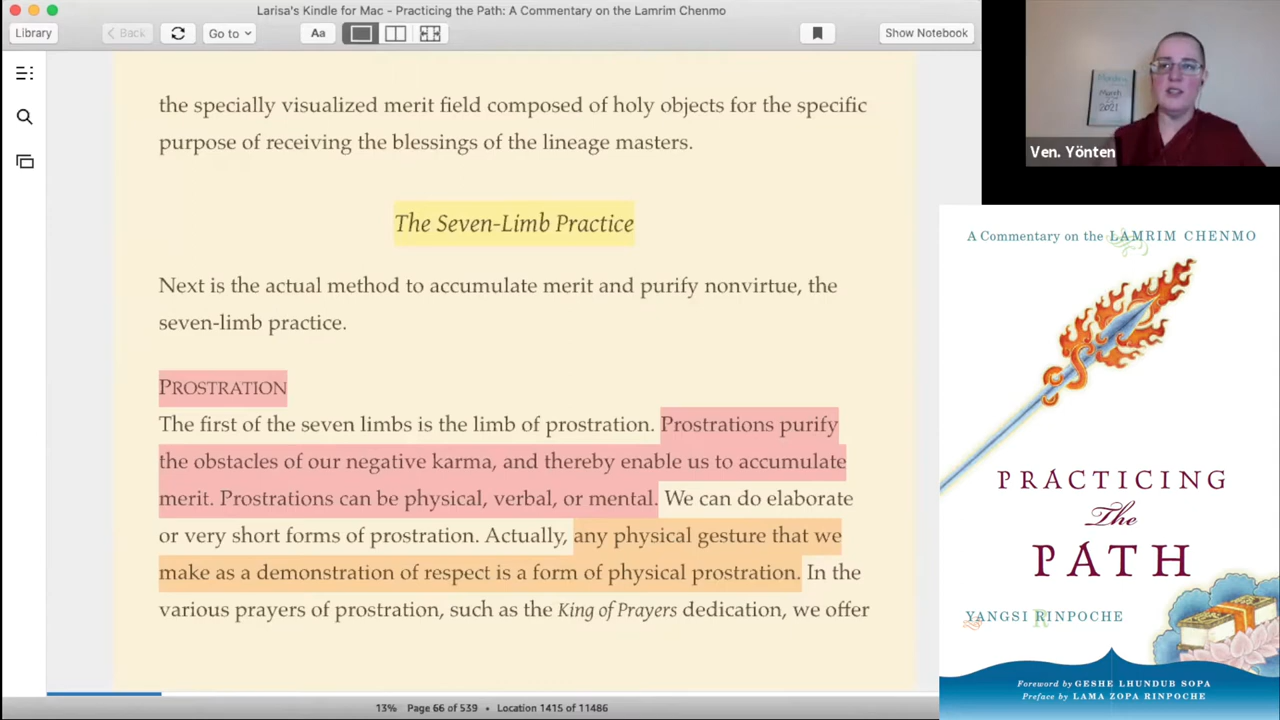 Larisa's Kindle for Mac - Practicing the Path: A Commentary on the Lamrim Chenmo
Library
Back
Go to
Aa
Show Notebook
the specially visualized merit field composed of holy objects for the specific
purpose of receiving the blessings of the lineage masters.
The Seven-Limb Practice
Next is the actual method to accumulate merit and purify nonvirtue, the
seven-limb practice.
PROSTRATION
The first of the seven limbs is the limb of prostration. Prostrations purify
the obstacles of our negative karma, and thereby enable us to accumulate
merit. Prostrations can be physical, verbal, or mental. We can do elaborate
or very short forms of prostration. Actually, any physical gesture that we
make as a demonstration of respect is a form of physical prostration. In the
various prayers of prostration, such as the King of Prayers dedication, we offer
13% Page 66 of 539 • Location 1415 of 11486
Monday
March
2021
Ven. Yönten
A Commentary on the LAMRIM CHENMO
PRACTICING
The
PATH
YANGSI RINPOCHE
Foreword by GESHE LHUNDUB SOPA
Preface by LAMA ZOPA RINPOCHE